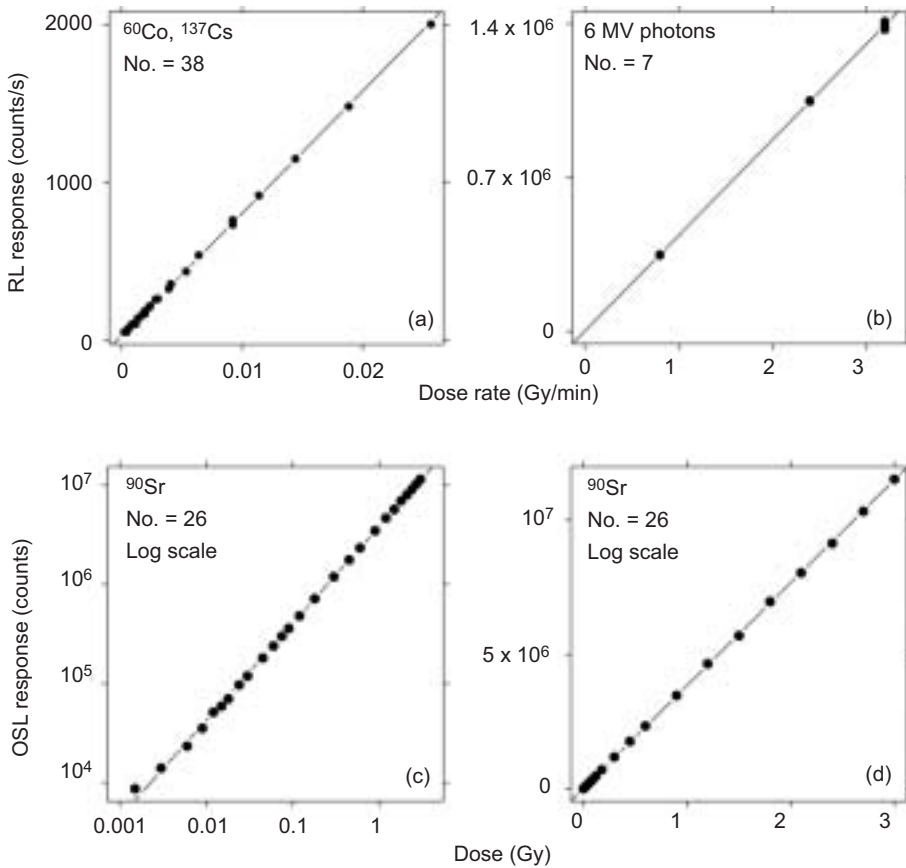 RL response (counts/s)
2000
1000
0
⁶⁰Co, ¹³⁷Cs
No. = 38
(a)
0
0.01
0.02
1.4 x 10⁶
0.7 x 10⁶
0
6 MV photons
No. = 7
(b)
0
1
2
3
Dose rate (Gy/min)
OSL response (counts)
10⁷
10⁶
10⁵
10⁴
⁹⁰Sr
No. = 26
Log scale
(c)
0.001
0.01
0.1
1
10⁷
5 x 10⁶
0
⁹⁰Sr
No. = 26
Log scale
(d)
0
1
2
3
Dose (Gy)